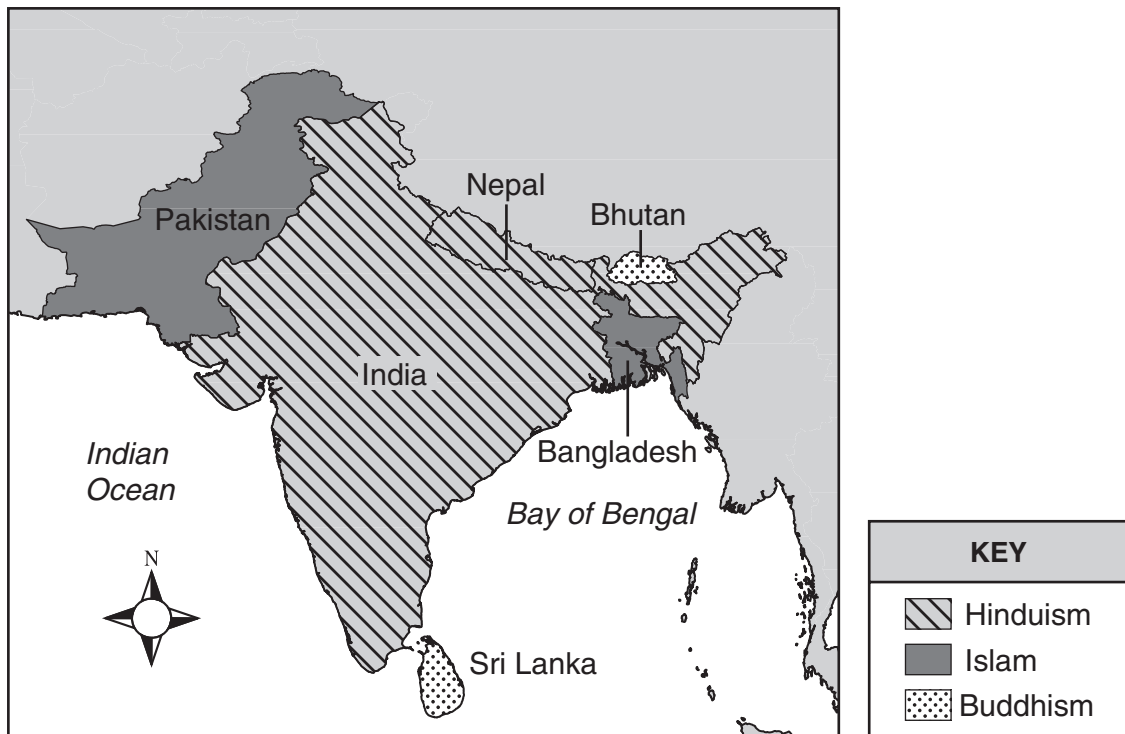 Nepal
Bhutan
Pakistan
India
Bangladesh
Indian
Ocean
Bay of Bengal
N
Sri Lanka
KEY
Hinduism
Islam
Buddhism